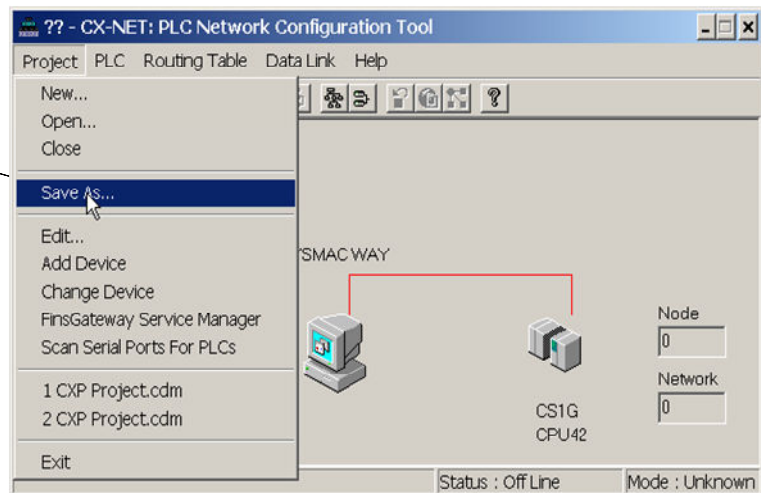 ?? - CX-NET: PLC Network Configuration Tool
Project PLC Routing Table Data Link Help
New...
Open...
Close
Save As...
Edit...
Add Device
Change Device
FinsGateway Service Manager
Scan Serial Ports For PLCs
1 CXP Project.cdm
2 CXP Project.cdm
Exit
YSMAC WAY
CS1G
CPU42
Node
0
Network
0
Status : Off Line
Mode : Unknown